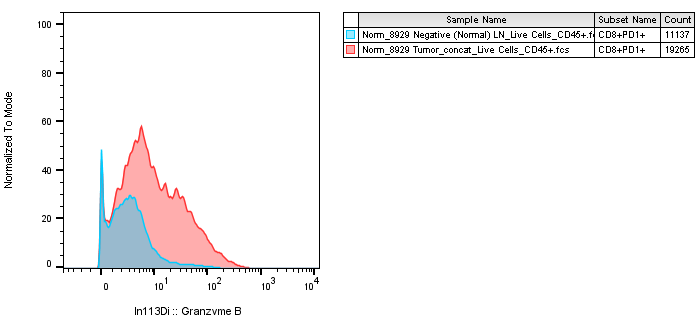 Sample Name Subset Name Count
Norm_8929 Negative (Normal) LN_Live Cells_CD45+.f CD8+PD1+ 11137
Norm_8929 Tumor_concat_Live Cells_CD45+.fcs CD8+PD1+ 19265
Normalized To Mode
100
80
60
40
20
0
0 10^1 10^2 10^3 10^4
In113Di :: Granzyme B